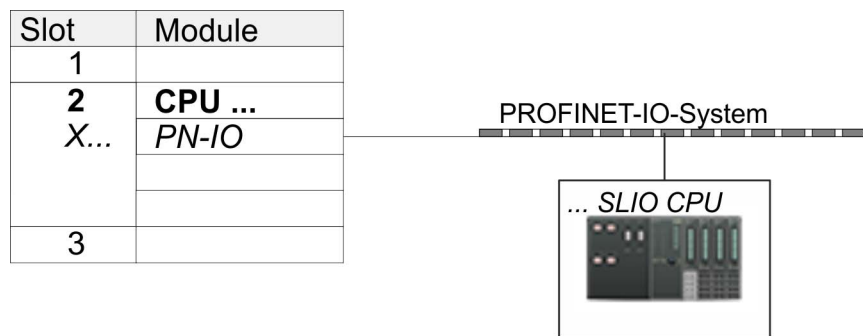 Slot Module
1
2 CPU ...
X... PN-IO
3
PROFINET-IO-System
... SLIO CPU